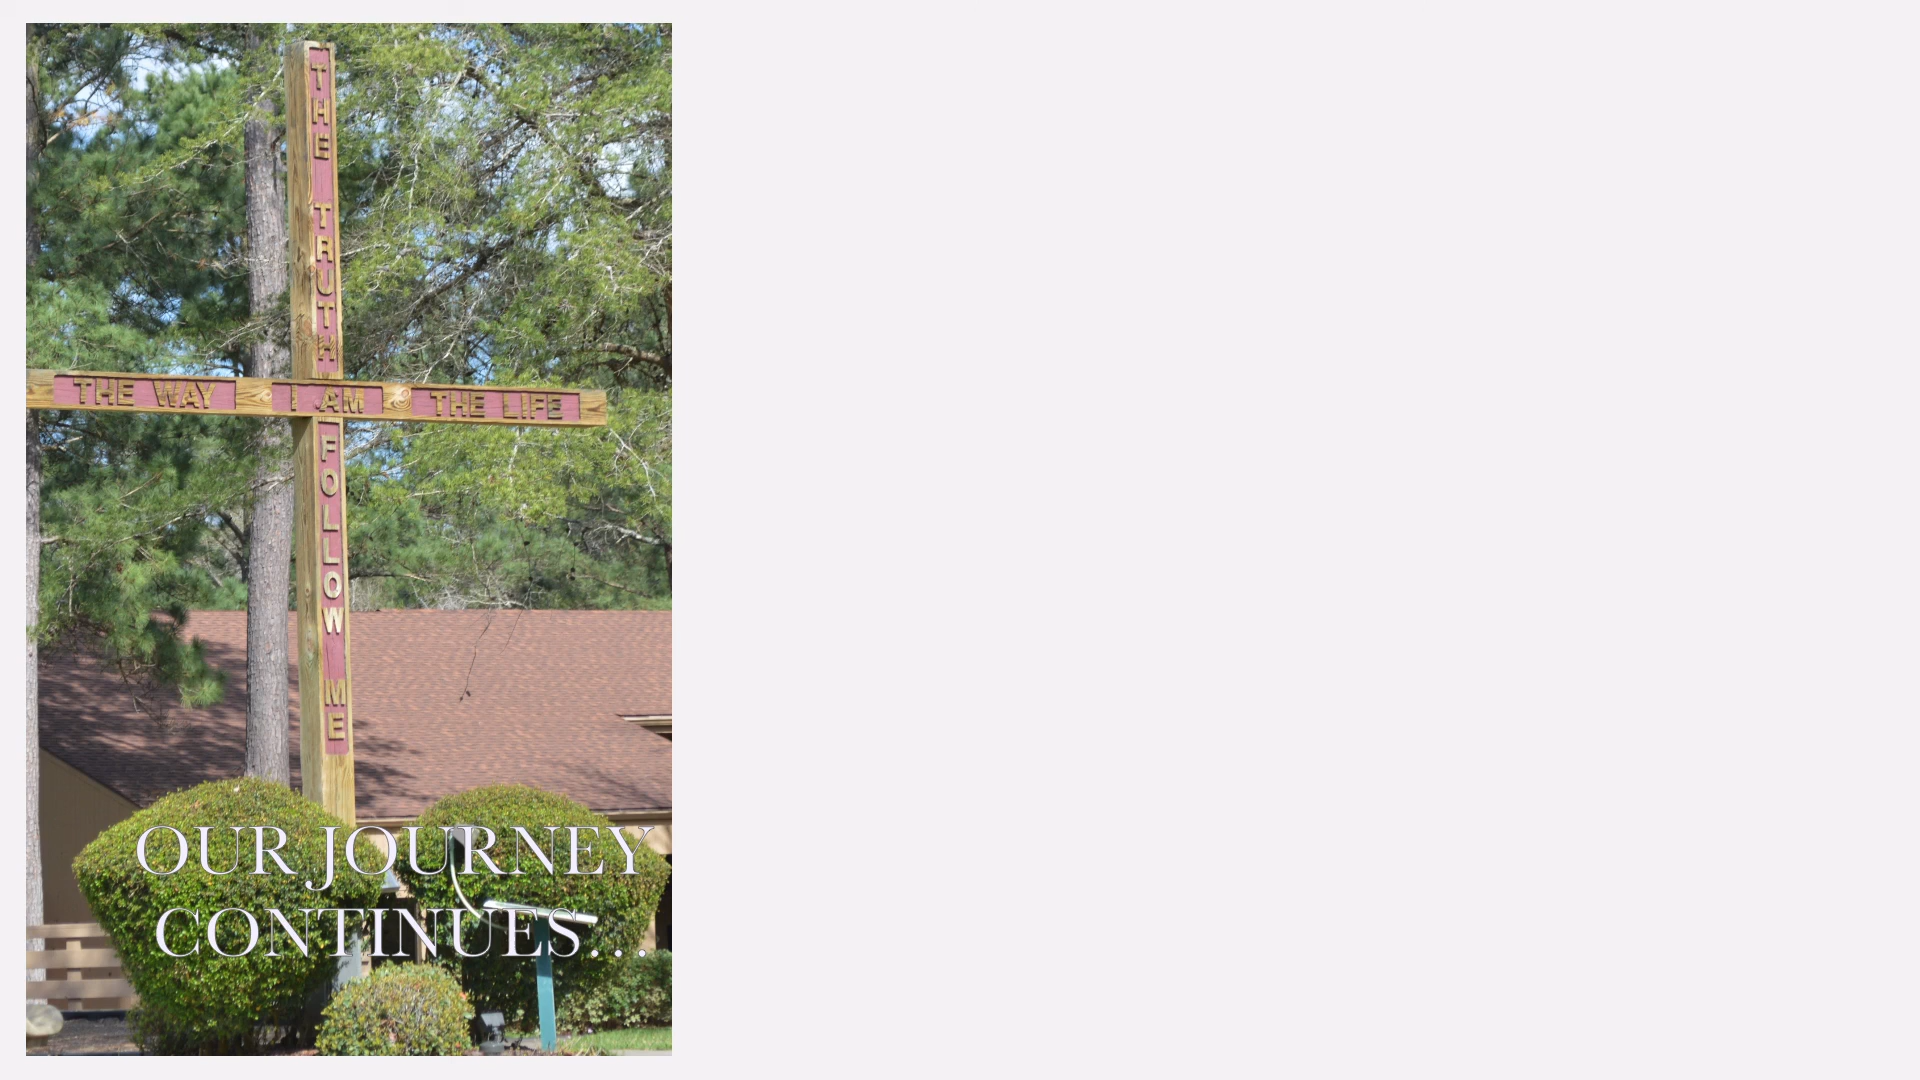 THE TRUTH
THE WAY I AM THE LIFE
FOLLOW ME
OUR JOURNEY
CONTINUES...